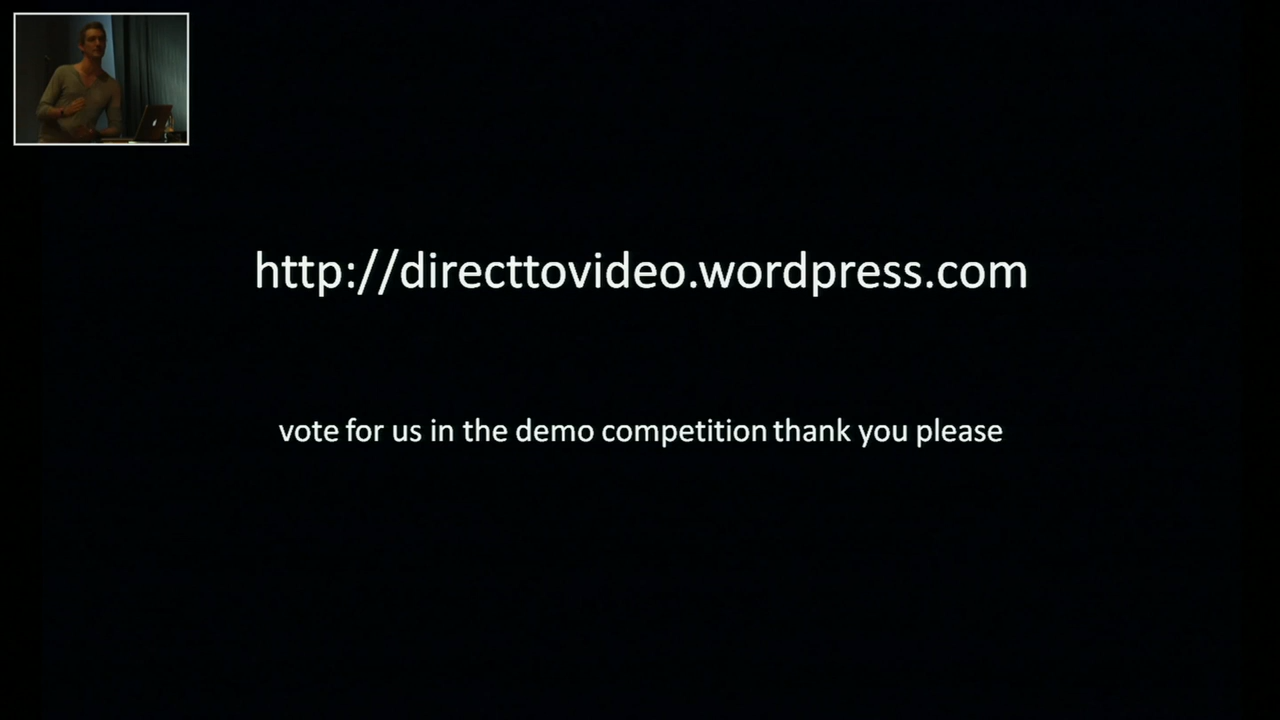 http://directtovideo.wordpress.com
vote for us in the demo competition thank you please